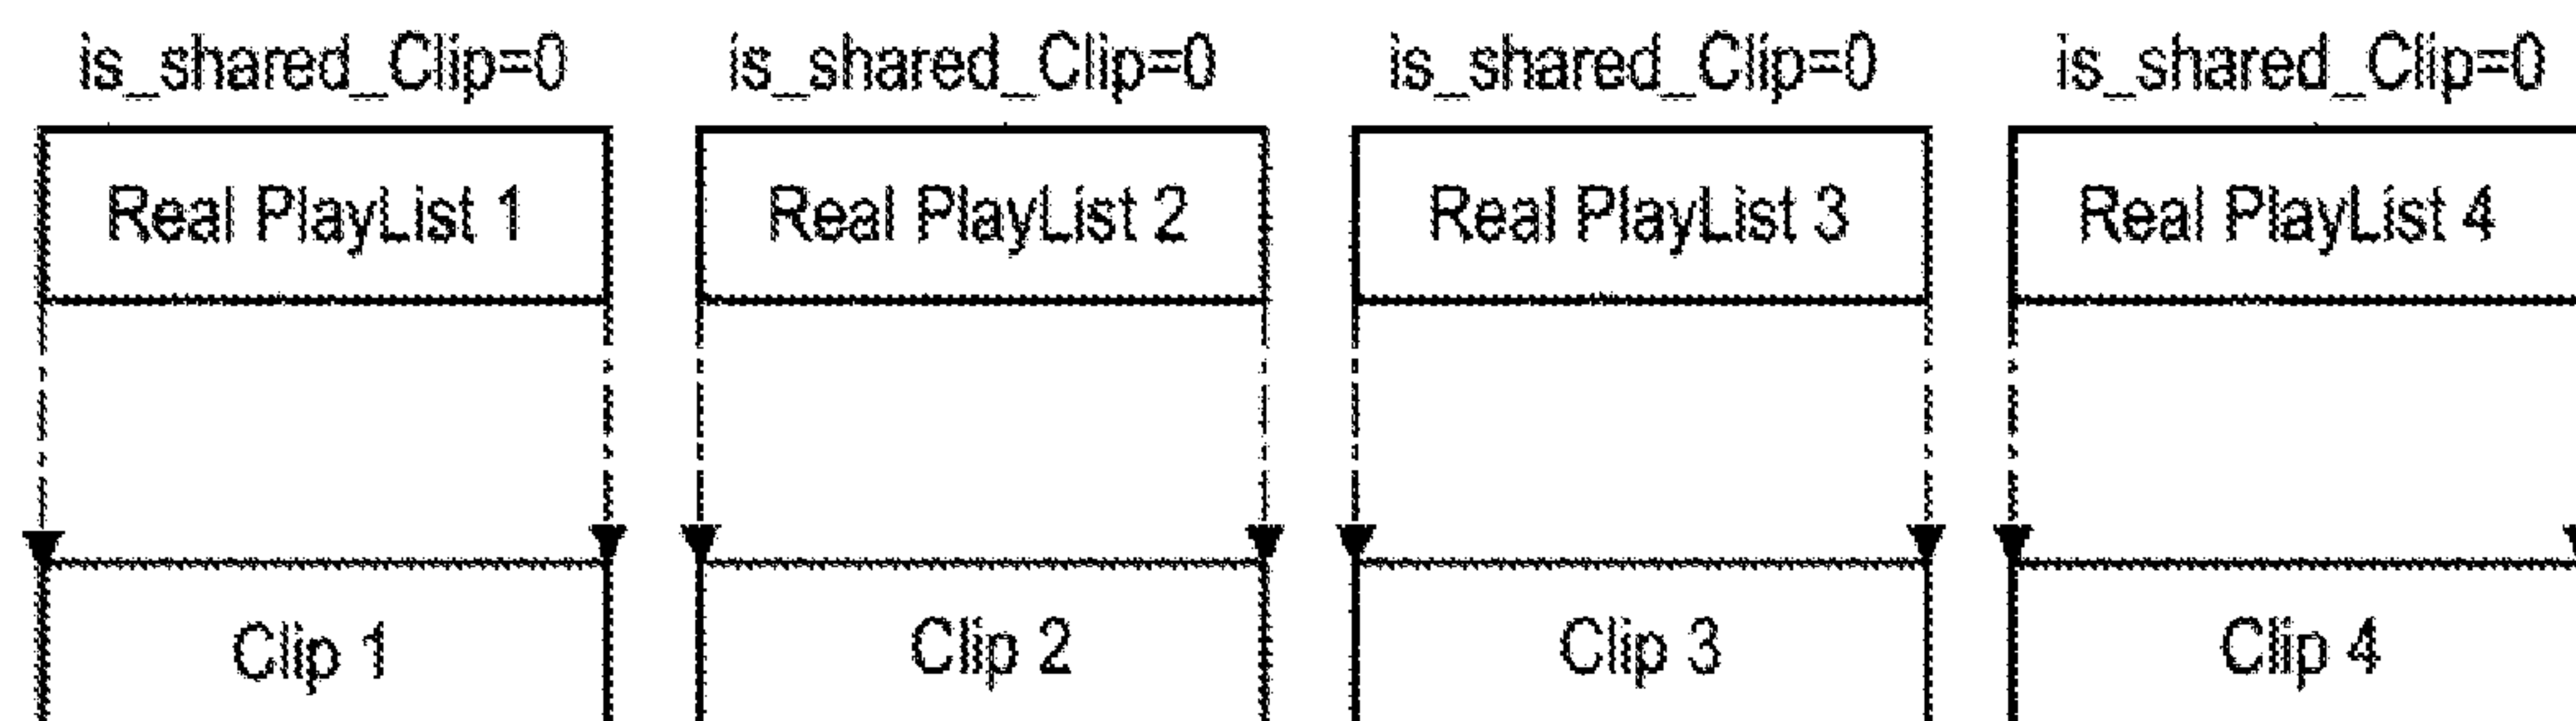 is_shared_Clip=0 is_shared_Clip=0 is_shared_Clip=0 is_shared_Clip=0
Real PlayList 1 Real PlayList 2 Real PlayList 3 Real PlayList 4
Clip 1 Clip 2 Clip 3 Clip 4